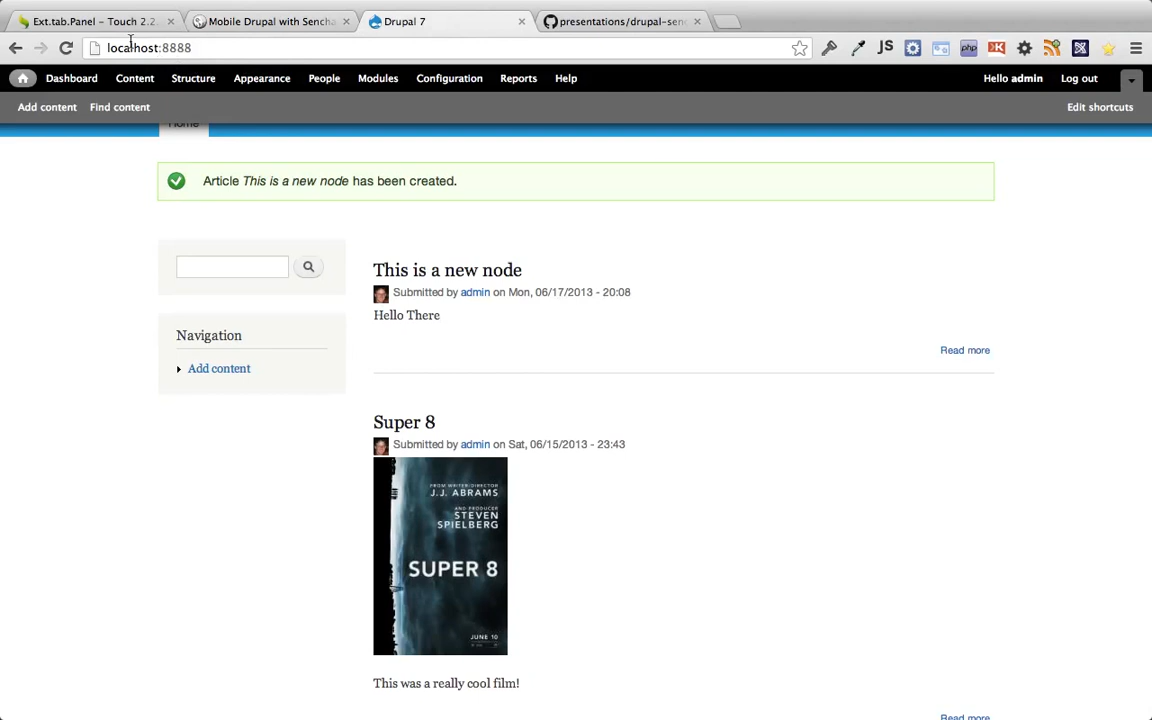 Ext.tab.Panel – Touch 2.2.
Mobile Drupal with Sencha
Drupal 7
presentations/drupal-senc
localhost:8888
JS
php
Dashboard Content Structure Appearance People Modules Configuration Reports Help
Hello admin Log out
Add content Find content
Edit shortcuts
Home
Article This is a new node has been created.
This is a new node
Submitted by admin on Mon, 06/17/2013 - 20:08
Hello There
Read more
Navigation
Add content
Super 8
Submitted by admin on Sat, 06/15/2013 - 23:43
FROM WRITER/DIRECTOR
J.J. ABRAMS
AND PRODUCER
STEVEN
SPIELBERG
SUPER 8
JUNE 10
This was a really cool film!
Read more